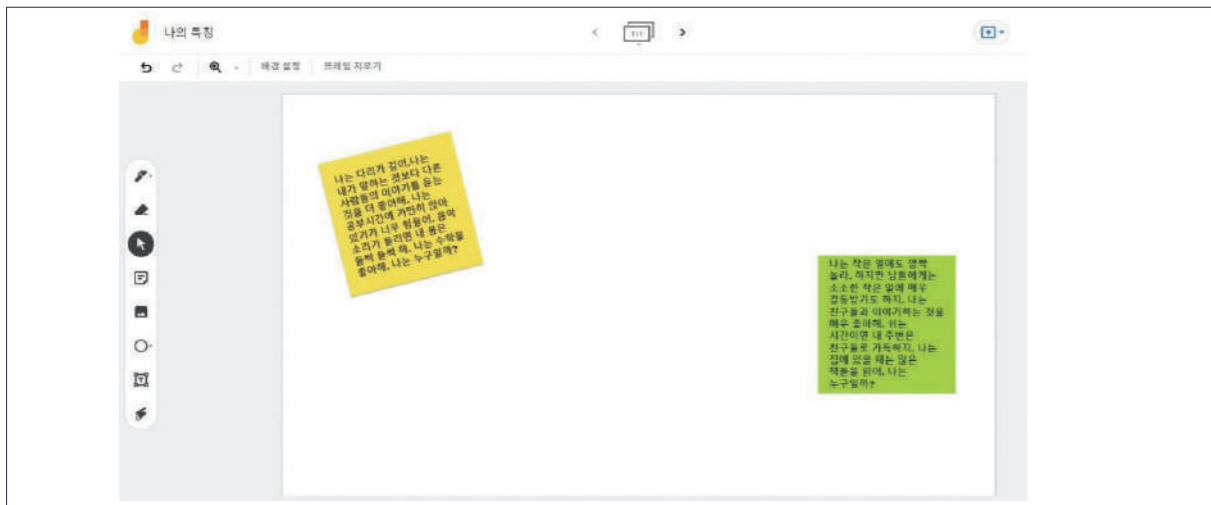 나의 특징
배경 설정 프레임 지우기
나는 다리가 길어,나는
내가 말하는 것보다 다른
사람들의 이야기를 듣는
것을 더 좋아해, 나는
공부시간에 가만히 앉아
있기가 너무 힘들어, 음악
소리가 들리면 내 몸은
들썩 들썩 해, 나는 수학을
좋아해, 나는 누구일까?
나는 작은 일에도 깜짝
놀라, 하지만 남들에게는
소소한 작은 일에 매우
감동받기도 하지, 나는
친구들과 이야기하는 것을
매우 좋아해, 쉬는
시간이면 내 주변은
친구들로 가득하지, 나는
집에 있을 때는 많은
책들을 읽어, 나는
누구일까?